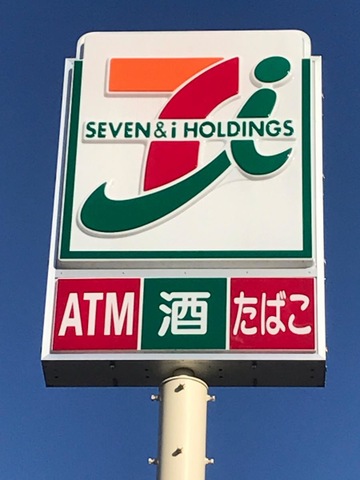 SEVEN & i HOLDINGS
ATM 酒 たばこ